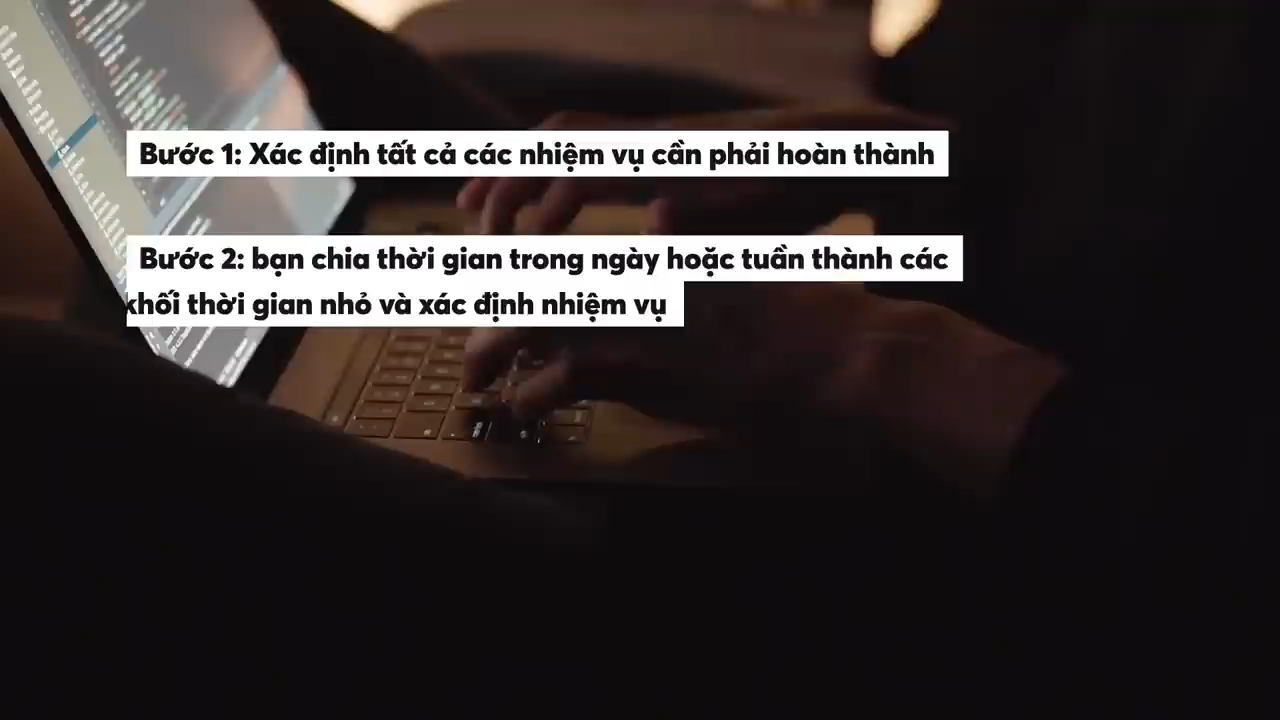 Bước 1: Xác định tất cả các nhiệm vụ cần phải hoàn thành
Bước 2: bạn chia thời gian trong ngày hoặc tuần thành các
khối thời gian nhỏ và xác định nhiệm vụ